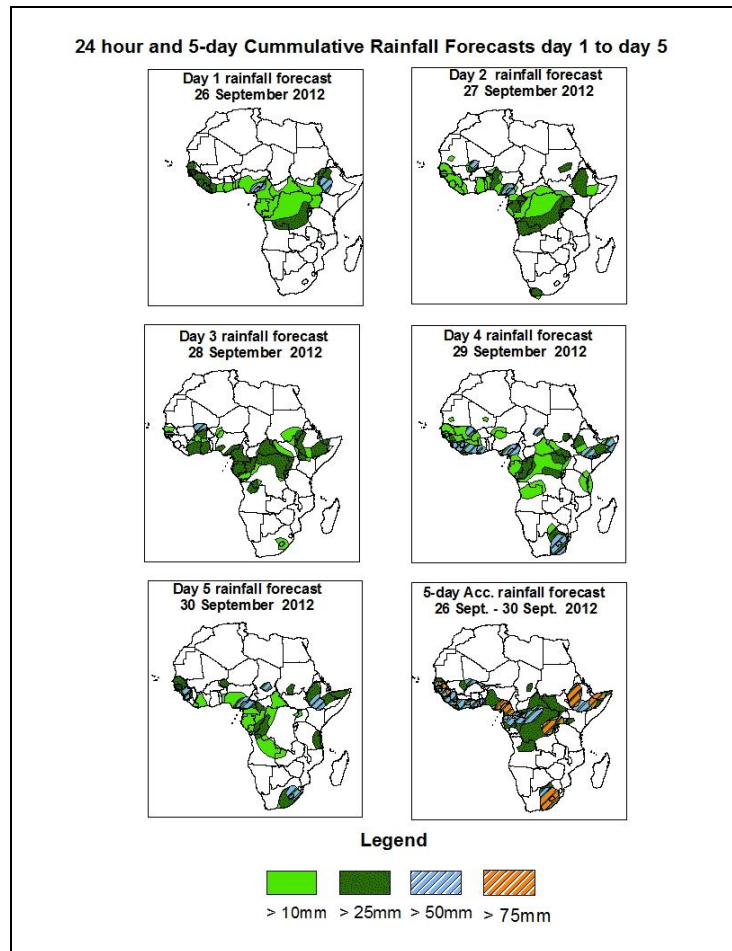 24 hour and 5-day Cummulative Rainfall Forecasts day 1 to day 5
Day 1 rainfall forecast
26 September 2012
Day 2 rainfall forecast
27 September 2012
Day 3 rainfall forecast
28 September 2012
Day 4 rainfall forecast
29 September 2012
Day 5 rainfall forecast
30 September 2012
5-day Acc. rainfall forecast
26 Sept. - 30 Sept. 2012
Legend
> 10mm > 25mm > 50mm > 75mm